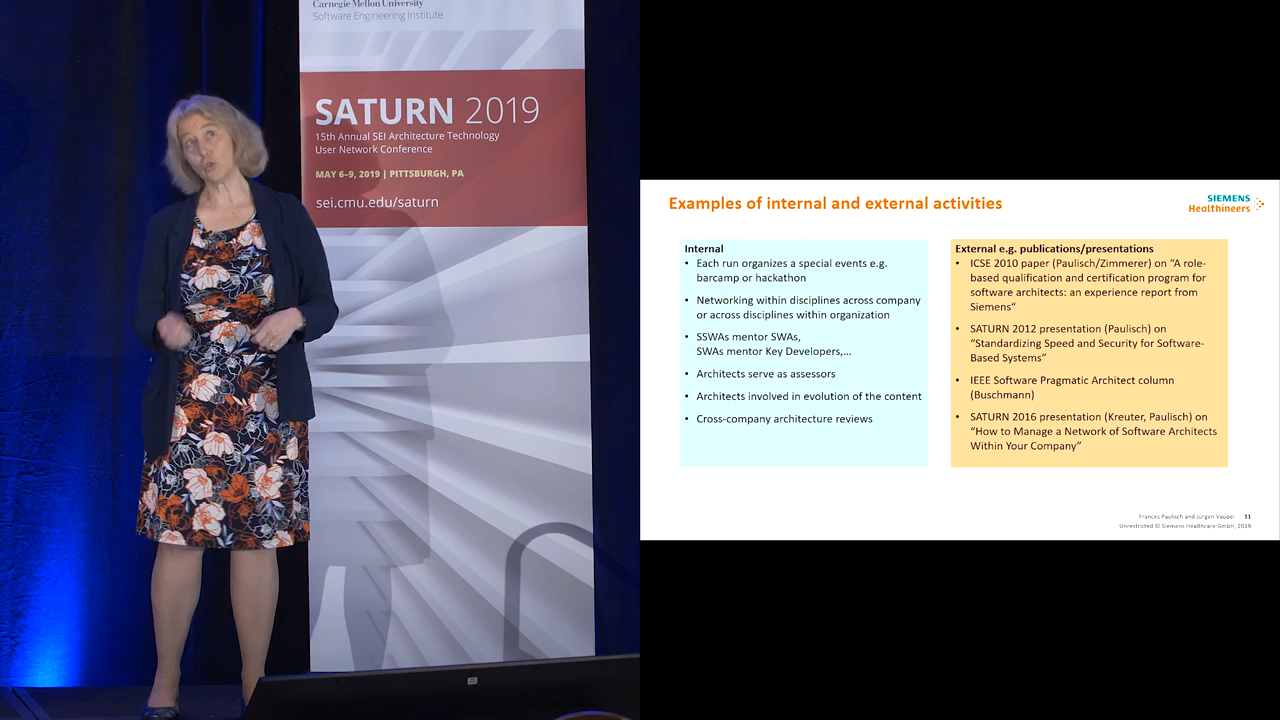 Carnegie Mellon University
Software Engineering Institute
SATURN 2019
15th Annual SEI Architecture Technology
User Network Conference
MAY 6–9, 2019 | PITTSBURGH, PA
sei.cmu.edu/saturn
Examples of internal and external activities
SIEMENS
Healthineers
Internal
• Each run organizes a special events e.g.
barcamp or hackathon
• Networking within disciplines across company
or across disciplines within organization
• SSWAs mentor SWAs,
SWAs mentor Key Developers,...
• Architects serve as assessors
• Architects involved in evolution of the content
• Cross-company architecture reviews
External e.g. publications/presentations
• ICSE 2010 paper (Paulisch/Zimmerer) on “A role-
based qualification and certification program for
software architects: an experience report from
Siemens“
• SATURN 2012 presentation (Paulisch) on
“Standardizing Speed and Security for Software-
Based Systems”
• IEEE Software Pragmatic Architect column
(Buschmann)
• SATURN 2016 presentation (Kreuter, Paulisch) on
“How to Manage a Network of Software Architects
Within Your Company”
Frances Paulisch and Jürgen Vaupel 11
Unrestricted © Siemens Healthcare GmbH, 2019